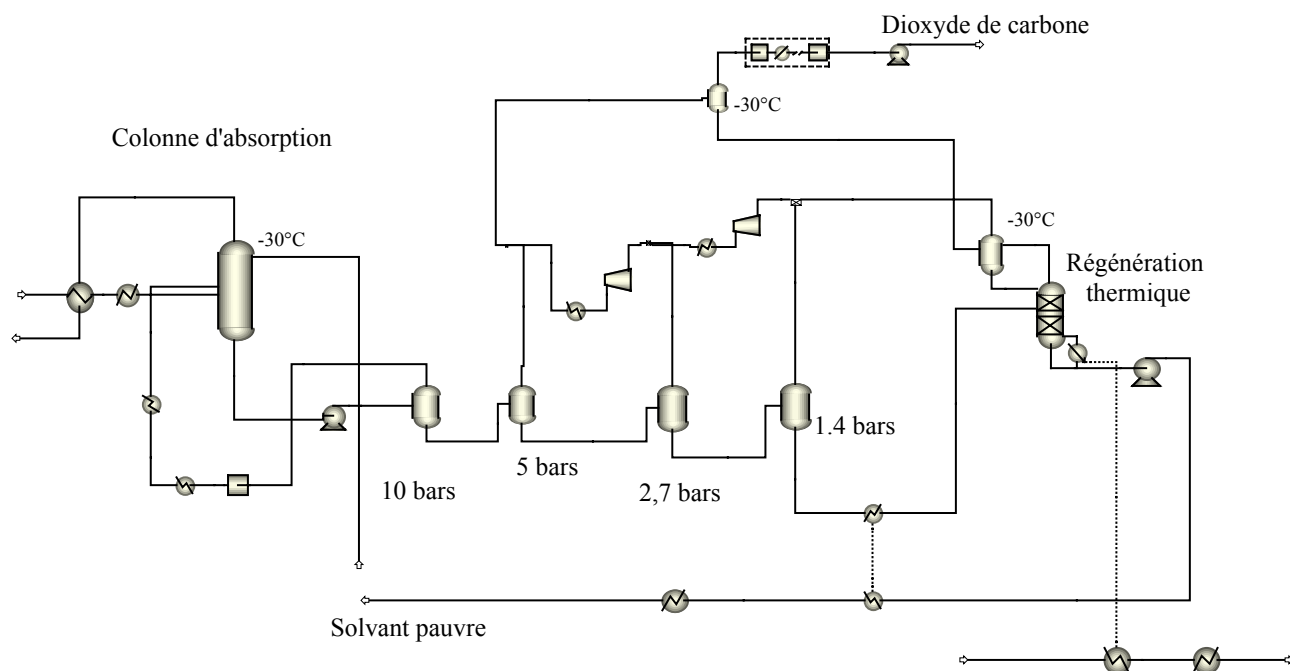 Dioxyde de carbone
-30°C
Colonne d'absorption
-30°C
-30°C
Régénération
thermique
1.4 bars
5 bars
10 bars
2,7 bars
Solvant pauvre